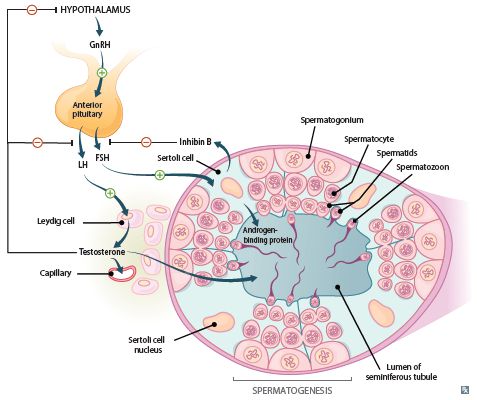 HYPOTHALAMUS
GnRH
Anterior
pituitary
LH
FSH
Inhibin B
Sertoli cell
Spermatogonium
Spermatocyte
Spermatids
Spermatozoon
Androgen-
binding protein
Leydig cell
Testosterone
Capillary
Sertoli cell
nucleus
Lumen of
seminiferous tubule
SPERMATOGENESIS